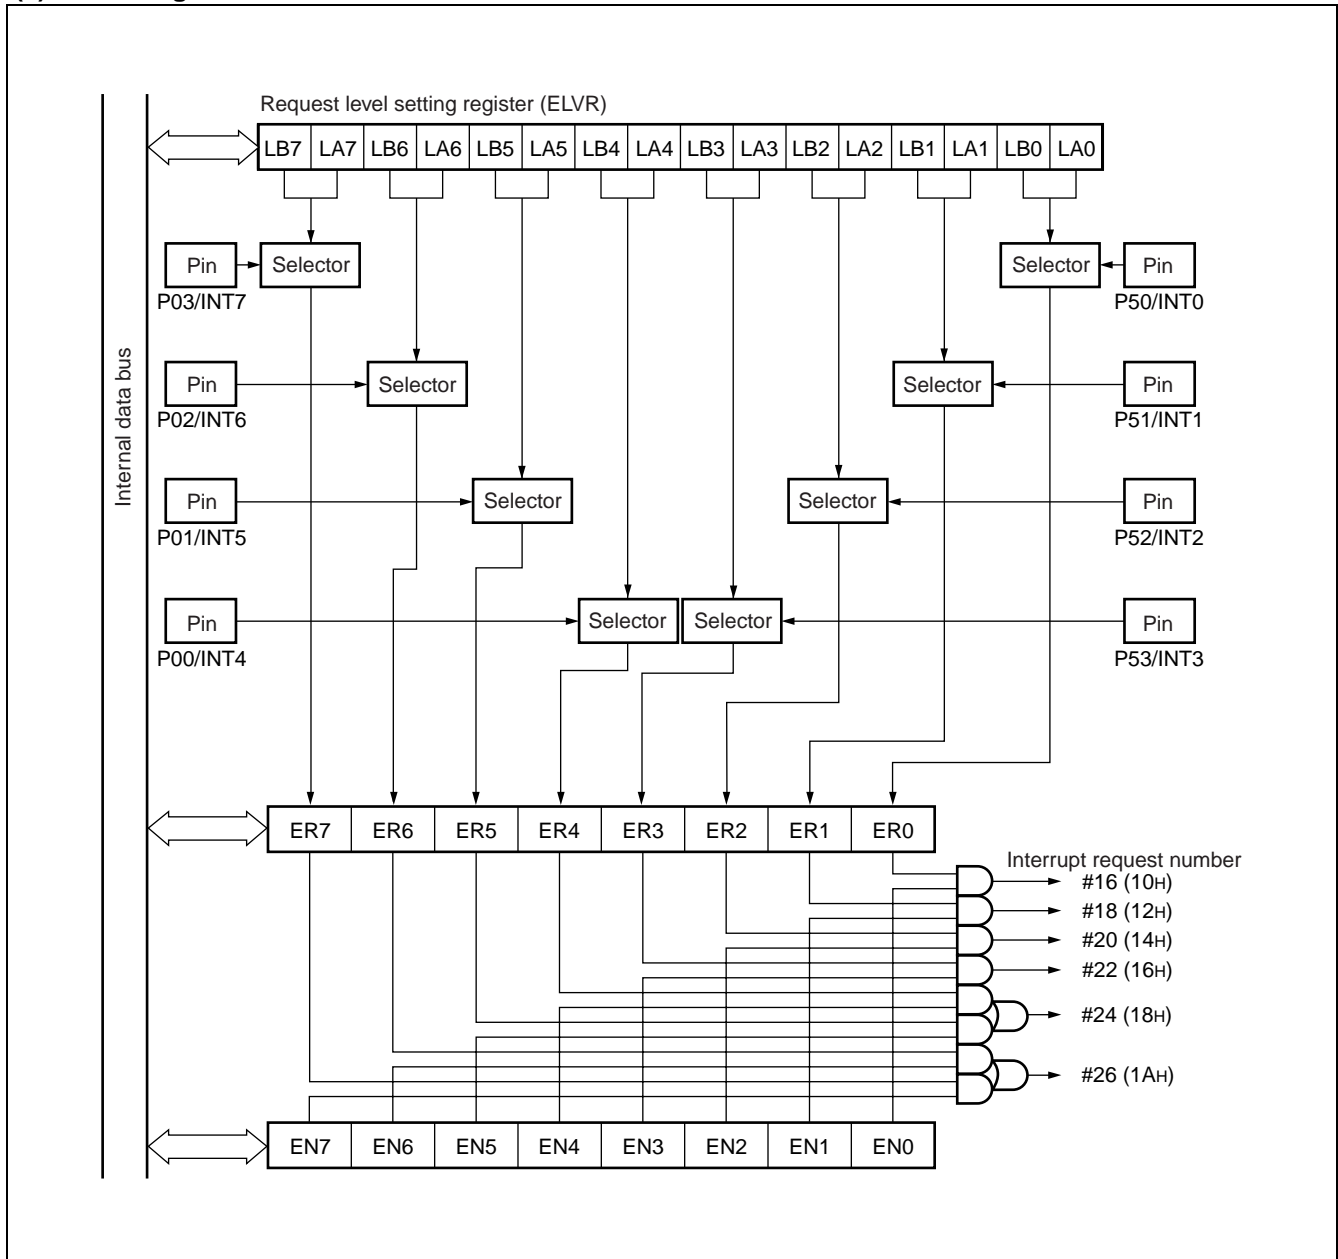 Request level setting register (ELVR)
LB7 LA7 LB6 LA6 LB5 LA5 LB4 LA4 LB3 LA3 LB2 LA2 LB1 LA1 LB0 LA0
Pin Selector Selector Pin
P03/INT7 P50/INT0
Internal data bus
Pin Selector Selector Pin
P02/INT6 P51/INT1
Pin Selector Selector Pin
P01/INT5 P52/INT2
Pin Selector Selector Pin
P00/INT4 P53/INT3
ER7 ER6 ER5 ER4 ER3 ER2 ER1 ER0
Interrupt request number
#16 (10H)
#18 (12H)
#20 (14H)
#22 (16H)
#24 (18H)
#26 (1AH)
EN7 EN6 EN5 EN4 EN3 EN2 EN1 EN0